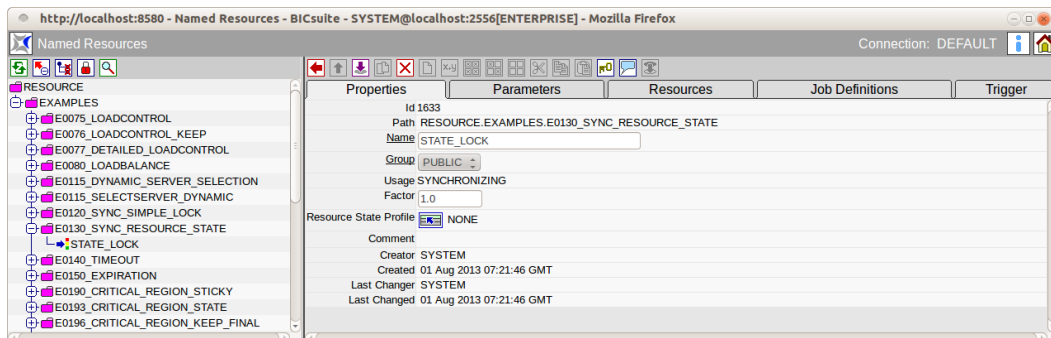 http://localhost:8580 - Named Resources - BICsuite - SYSTEM@localhost:2556[ENTERPRISE] - Mozilla Firefox
Named Resources
Connection: DEFAULT
RESOURCE
EXAMPLES
E0075_LOADCONTROL
E0076_LOADCONTROL_KEEP
E0077_DETAILED_LOADCONTROL
E0080_LOADBALANCE
E0115_DYNAMIC_SERVER_SELECTION
E0115_SELECTSERVER_DYNAMIC
E0120_SYNC_SIMPLE_LOCK
E0130_SYNC_RESOURCE_STATE
STATE_LOCK
E0140_TIMEOUT
E0150_EXPIRATION
E0190_CRITICAL_REGION_STICKY
E0193_CRITICAL_REGION_STATE
E0196_CRITICAL_REGION_KEEP_FINAL
Properties Parameters Resources Job Definitions Trigger
Id 1633
Path RESOURCE.EXAMPLES.E0130_SYNC_RESOURCE_STATE
Name STATE_LOCK
Group PUBLIC
Usage SYNCHRONIZING
Factor 1.0
Resource State Profile NONE
Comment
Creator SYSTEM
Created 01 Aug 2013 07:21:46 GMT
Last Changer SYSTEM
Last Changed 01 Aug 2013 07:21:46 GMT